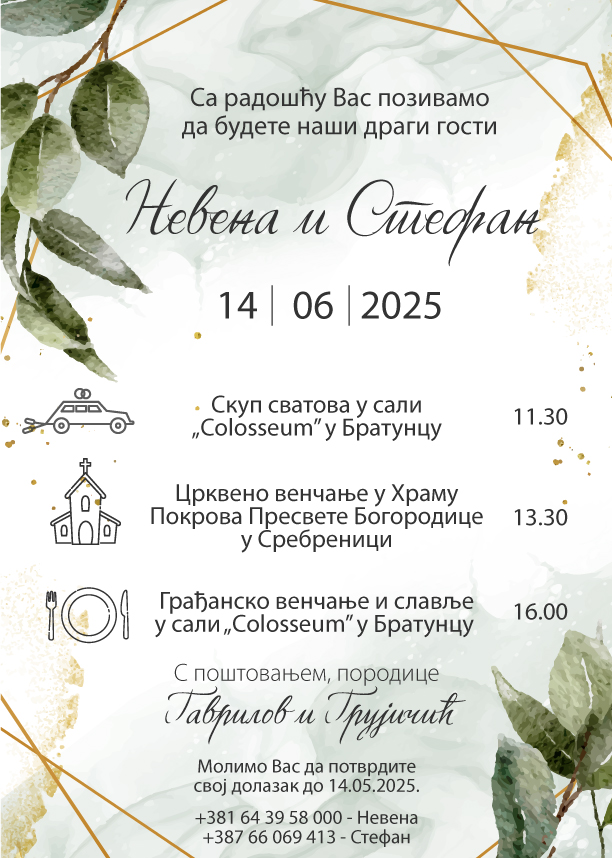 Са радошћу Вас позивамо
да будете наши драги гости
Невена и Стефан
14 | 06 | 2025
Скуп сватова у сали
„Colosseum” у Братунцу
11.30
Црквено венчање у Храму
Покрова Пресвете Богородице
у Сребреници
13.30
Грађанско венчање и славље
у сали „Colosseum” у Братунцу
16.00
С поштовањем, породице
Гаврилов и Грујичић
Молимо Вас да потврдите
свој долазак до 14.05.2025.
+381 64 39 58 000 - Невена
+387 66 069 413 - Стефан